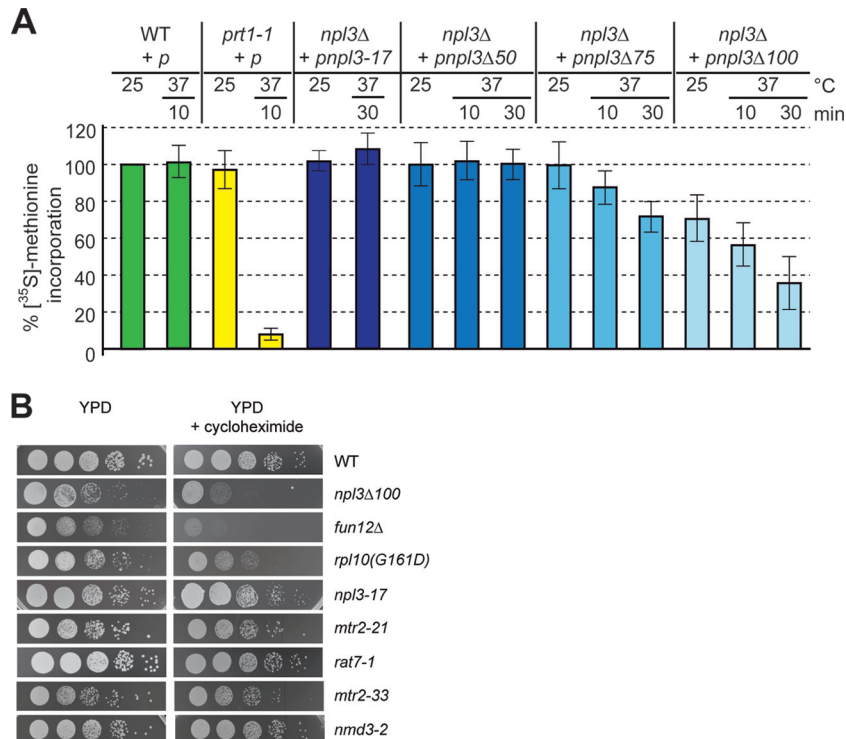 A
WT prt1-1 npl3Δ npl3Δ npl3Δ npl3Δ
+ p + p + pnpl3-17 + pnpl3Δ50 + pnpl3Δ75 + pnpl3Δ100
25 37 25 37 25 37 25 37 25 37 25 37 °C
10 10 30 10 30 10 30 10 30 min
120
100
80
60
40
20
0
% [³⁵S]-methionine
incorporation
B
YPD YPD
+ cycloheximide
WT
npl3Δ100
fun12Δ
rpl10(G161D)
npl3-17
mtr2-21
rat7-1
mtr2-33
nmd3-2